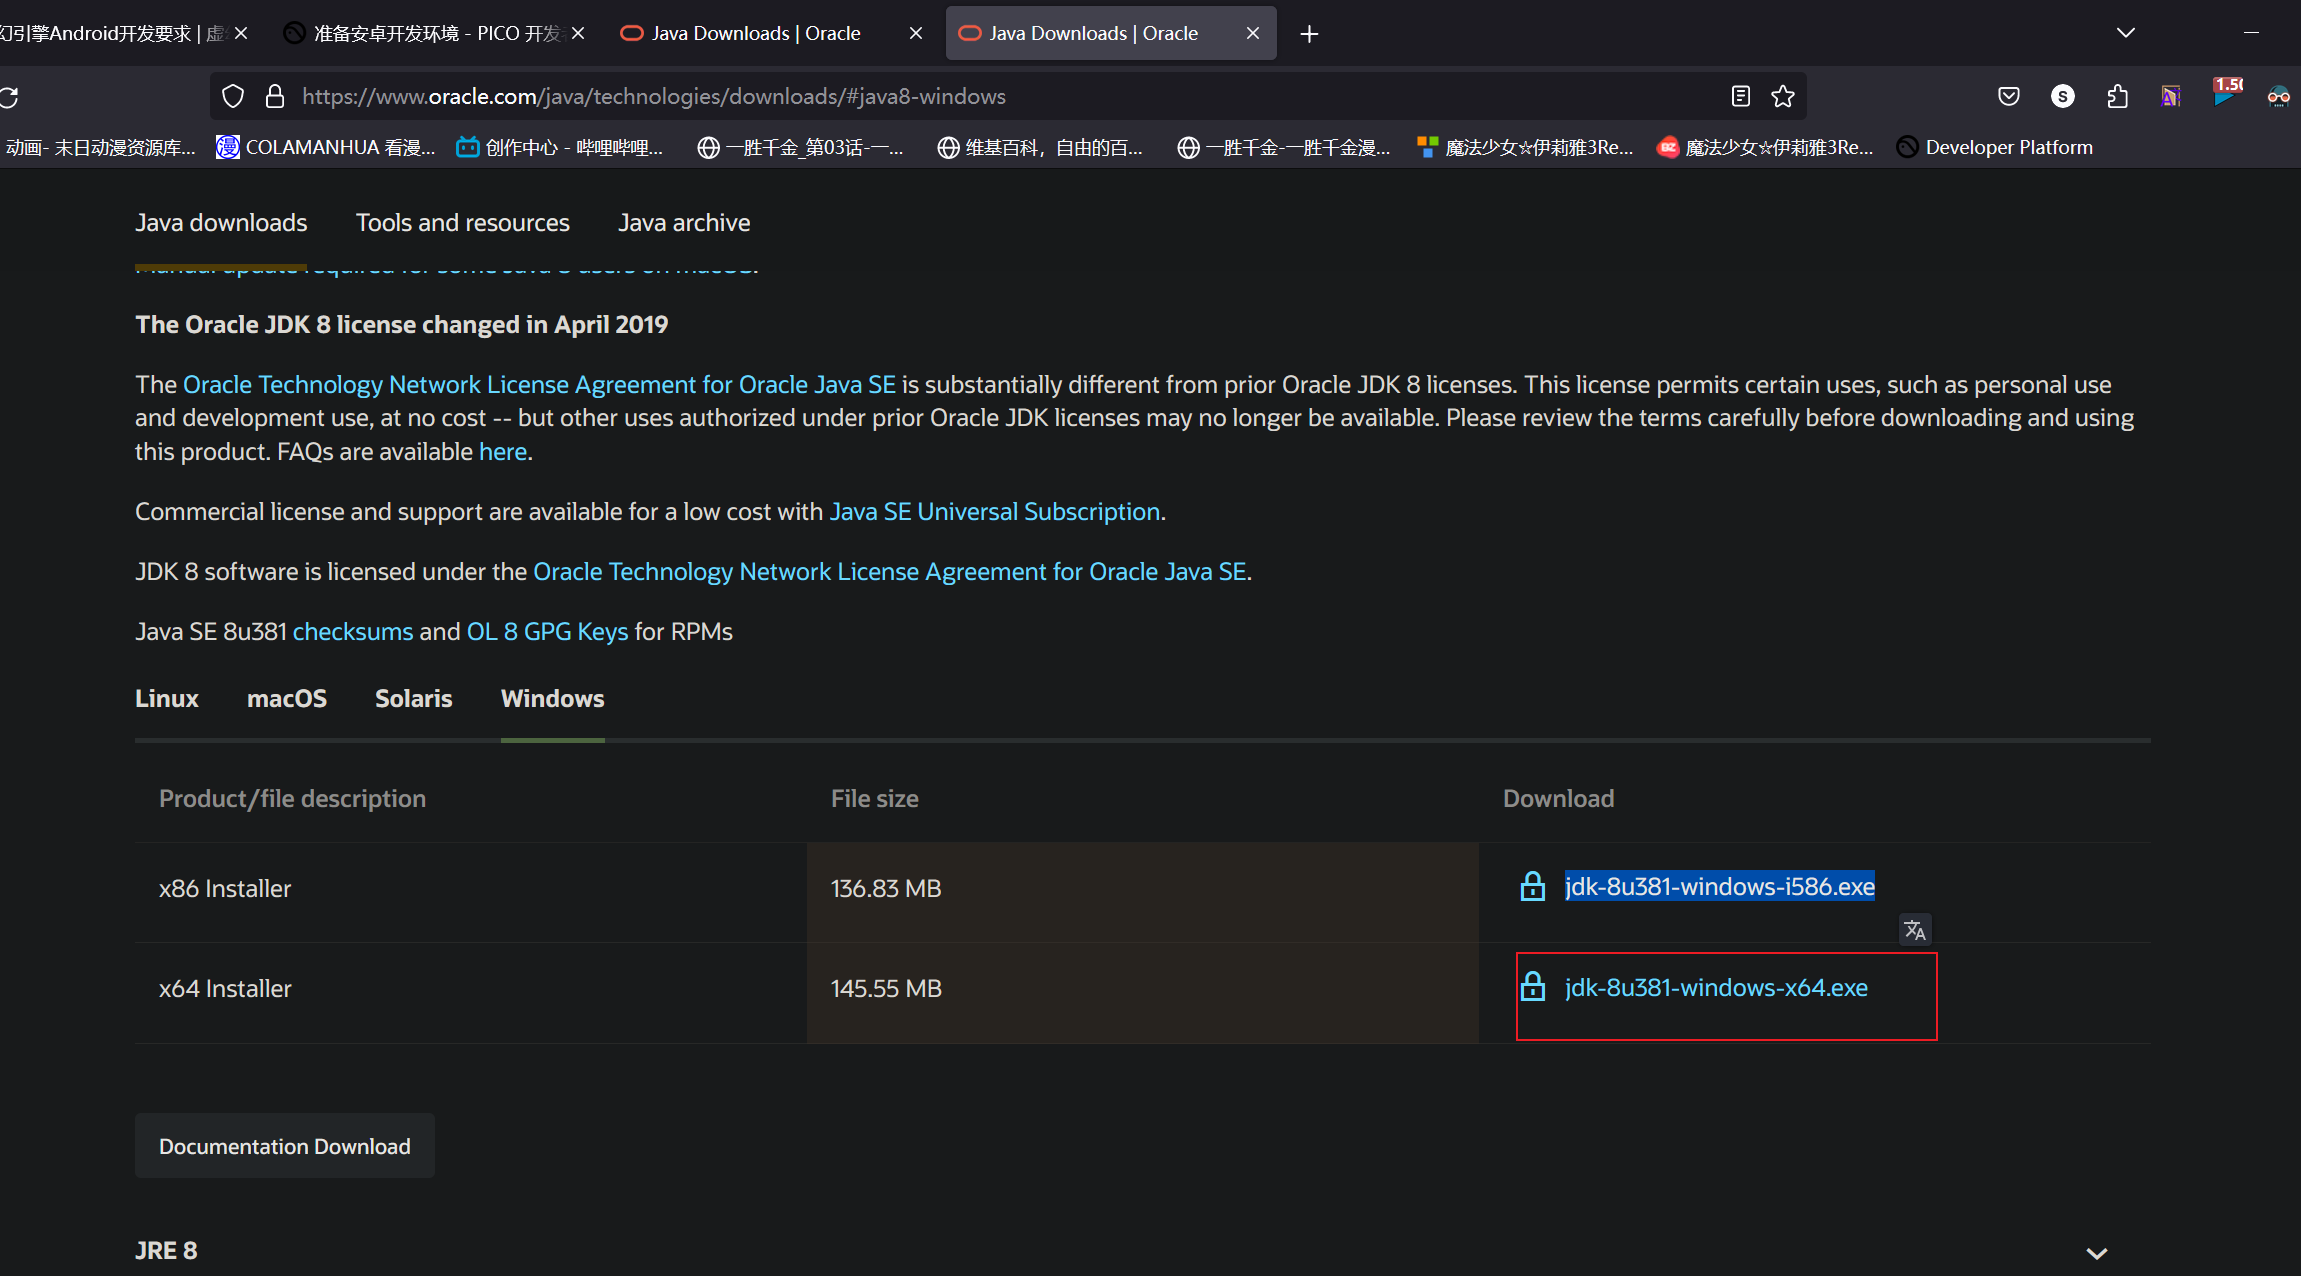 幻引擎Android开发要求 | 虚
准备安卓开发环境 - PICO 开发
Java Downloads | Oracle
Java Downloads | Oracle
https://www.oracle.com/java/technologies/downloads/#java8-windows
S
1.50
动画- 末日动漫资源库...
漫 COLAMANHUA 看漫...
创作中心 - 哔哩哔哩...
一胜千金_第03话-一...
维基百科，自由的百...
一胜千金-一胜千金漫...
魔法少女☆伊莉雅3Re...
魔法少女☆伊莉雅3Re...
Developer Platform
Java downloads
Tools and resources
Java archive
Manual update required for some Java 8 users on macOS.
The Oracle JDK 8 license changed in April 2019
The Oracle Technology Network License Agreement for Oracle Java SE is substantially different from prior Oracle JDK 8 licenses. This license permits certain uses, such as personal use
and development use, at no cost -- but other uses authorized under prior Oracle JDK licenses may no longer be available. Please review the terms carefully before downloading and using
this product. FAQs are available here.
Commercial license and support are available for a low cost with Java SE Universal Subscription.
JDK 8 software is licensed under the Oracle Technology Network License Agreement for Oracle Java SE.
Java SE 8u381 checksums and OL 8 GPG Keys for RPMs
Linux macOS Solaris Windows
Product/file description File size Download
x86 Installer 136.83 MB jdk-8u381-windows-i586.exe
x64 Installer 145.55 MB jdk-8u381-windows-x64.exe
Documentation Download
JRE 8